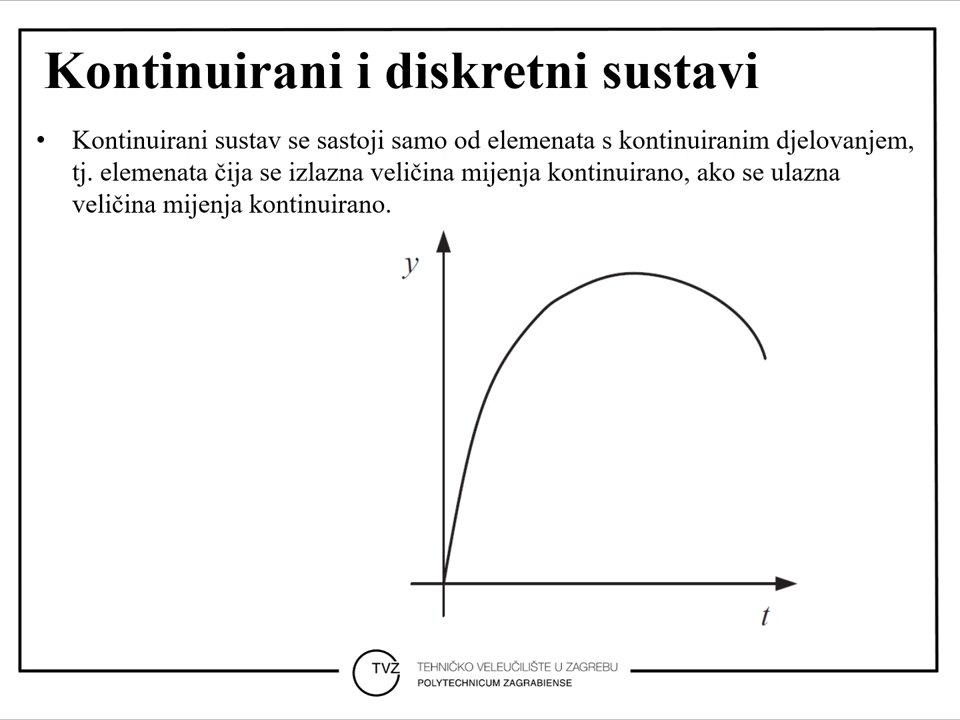 Kontinuirani i diskretni sustavi
• Kontinuirani sustav se sastoji samo od elemenata s kontinuiranim djelovanjem,
tj. elemenata čija se izlazna veličina mijenja kontinuirano, ako se ulazna
veličina mijenja kontinuirano.
y
t
TVŽ
TEHNIČKO VELEUČILIŠTE U ZAGREBU
POLYTECHNICUM ZAGRABIENSE